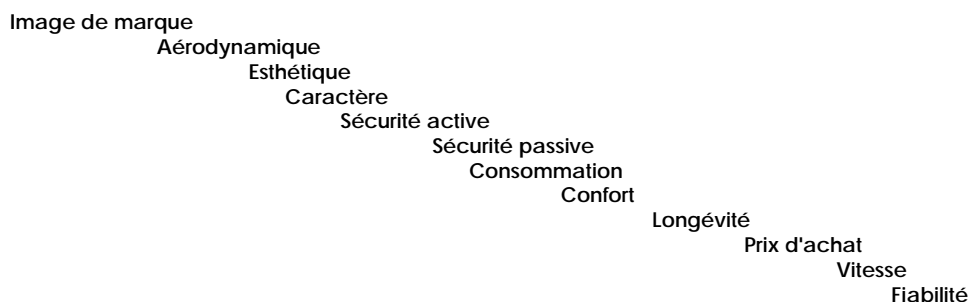 Image de marque
Aérodynamique
Esthétique
Caractère
Sécurité active
Sécurité passive
Consommation
Confort
Longévité
Prix d'achat
Vitesse
Fiabilité